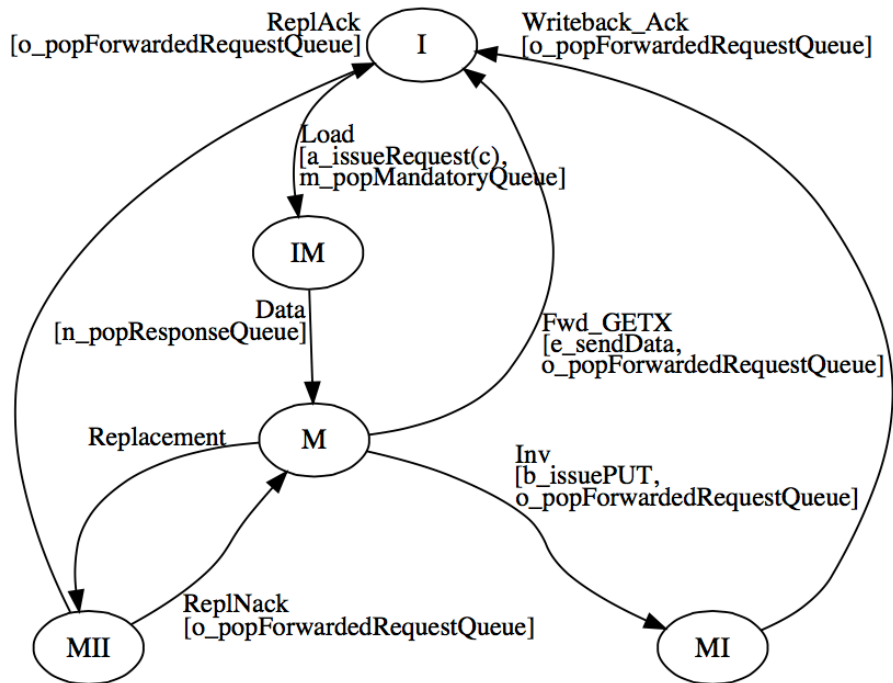 ReplAck
[o_popForwardedRequestQueue]
I
Writeback_Ack
[o_popForwardedRequestQueue]
Load
[a_issueRequest(c),
m_popMandatoryQueue]
IM
Data
[n_popResponseQueue]
Fwd_GETX
[e_sendData,
o_popForwardedRequestQueue]
Replacement
M
Inv
[b_issuePUT,
o_popForwardedRequestQueue]
ReplNack
[o_popForwardedRequestQueue]
MII
MI